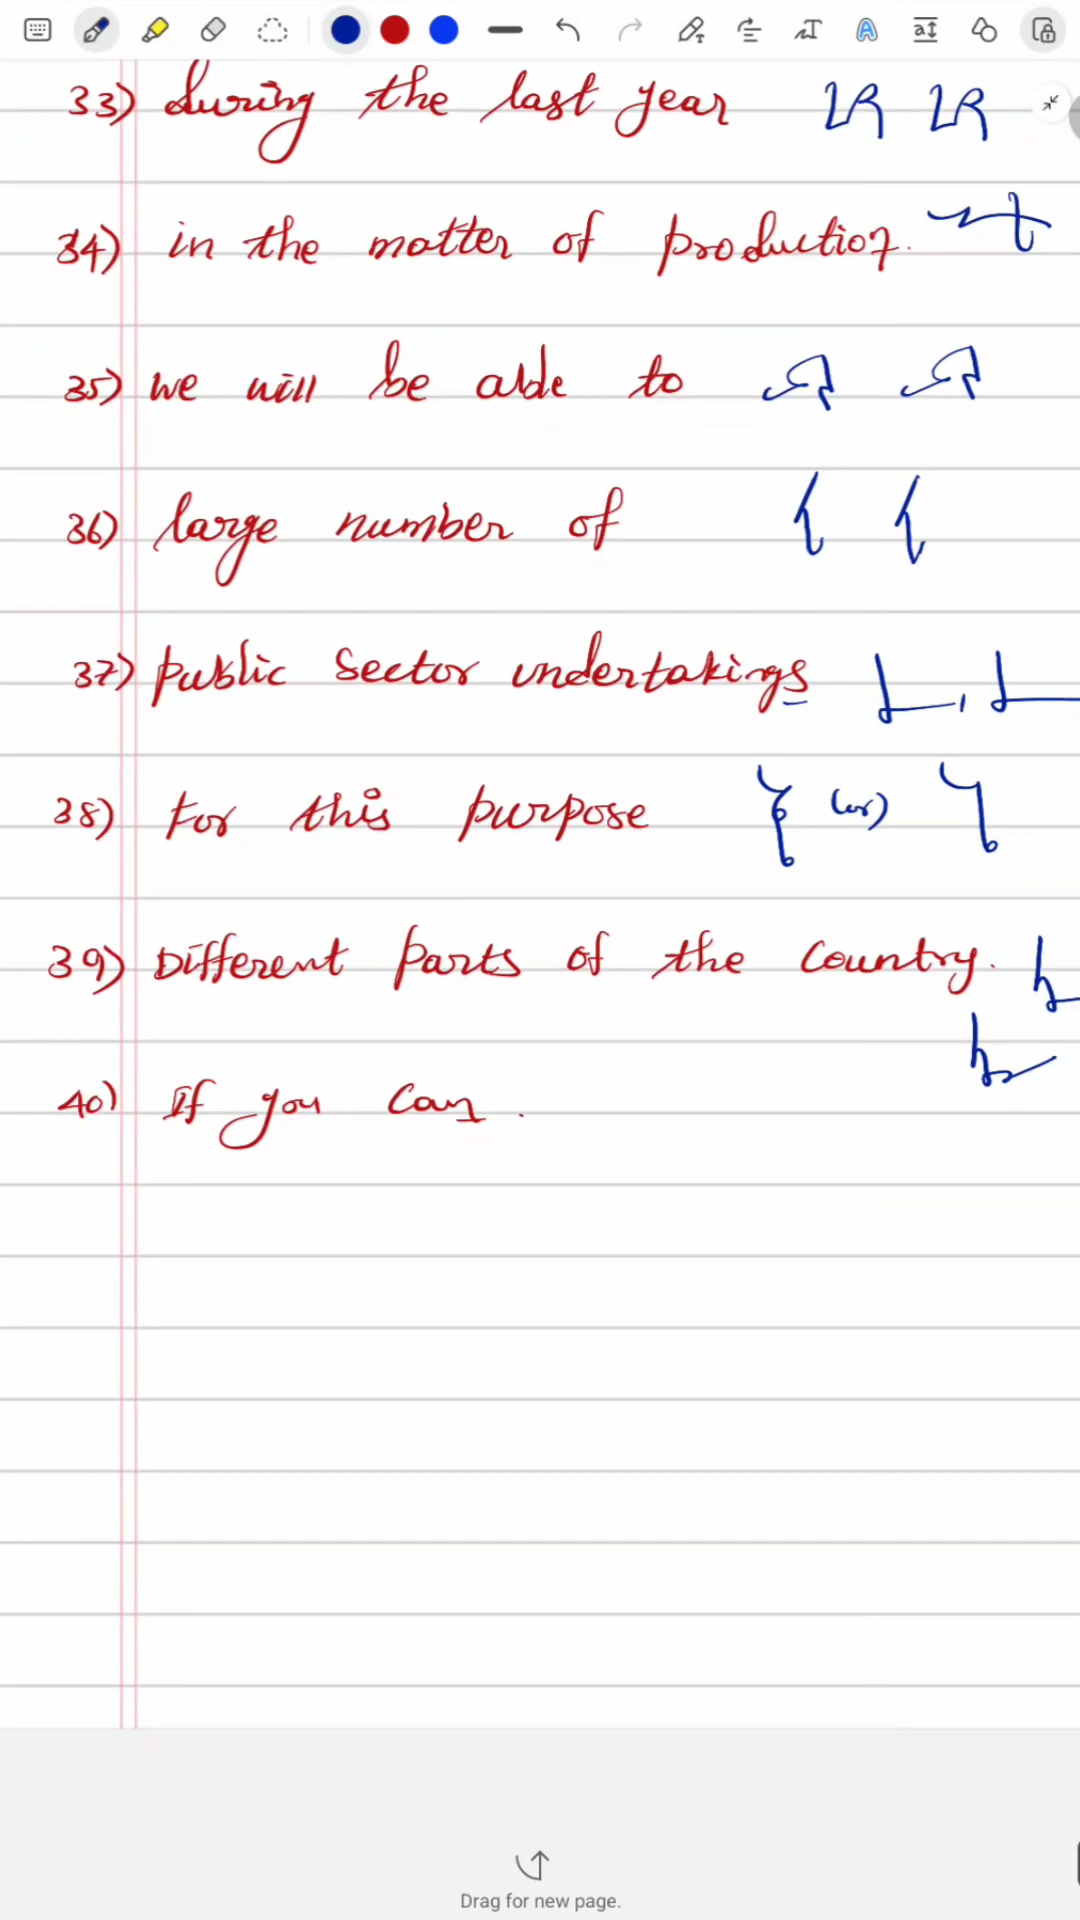 33) during the last year
34) in the matter of production.
35) we will be able to
36) large number of
37) public sector undertakings
38) For this purpose (or)
39) Different parts of the country.
40) If you can.
Drag for new page.